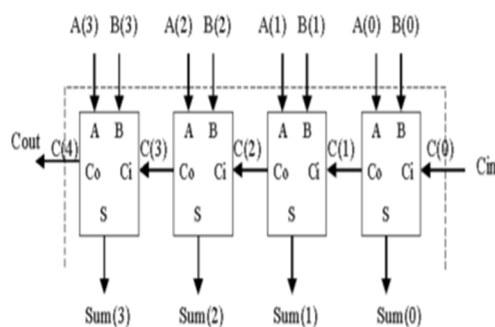 A(3) B(3) A(2) B(2) A(1) B(1) A(0) B(0)
A B A B A B A B
Cout C(4) C(3) C(2) C(1) C(0) Cin
Co Ci Co Ci Co Ci Co Ci
S S S S
Sum(3) Sum(2) Sum(1) Sum(0)